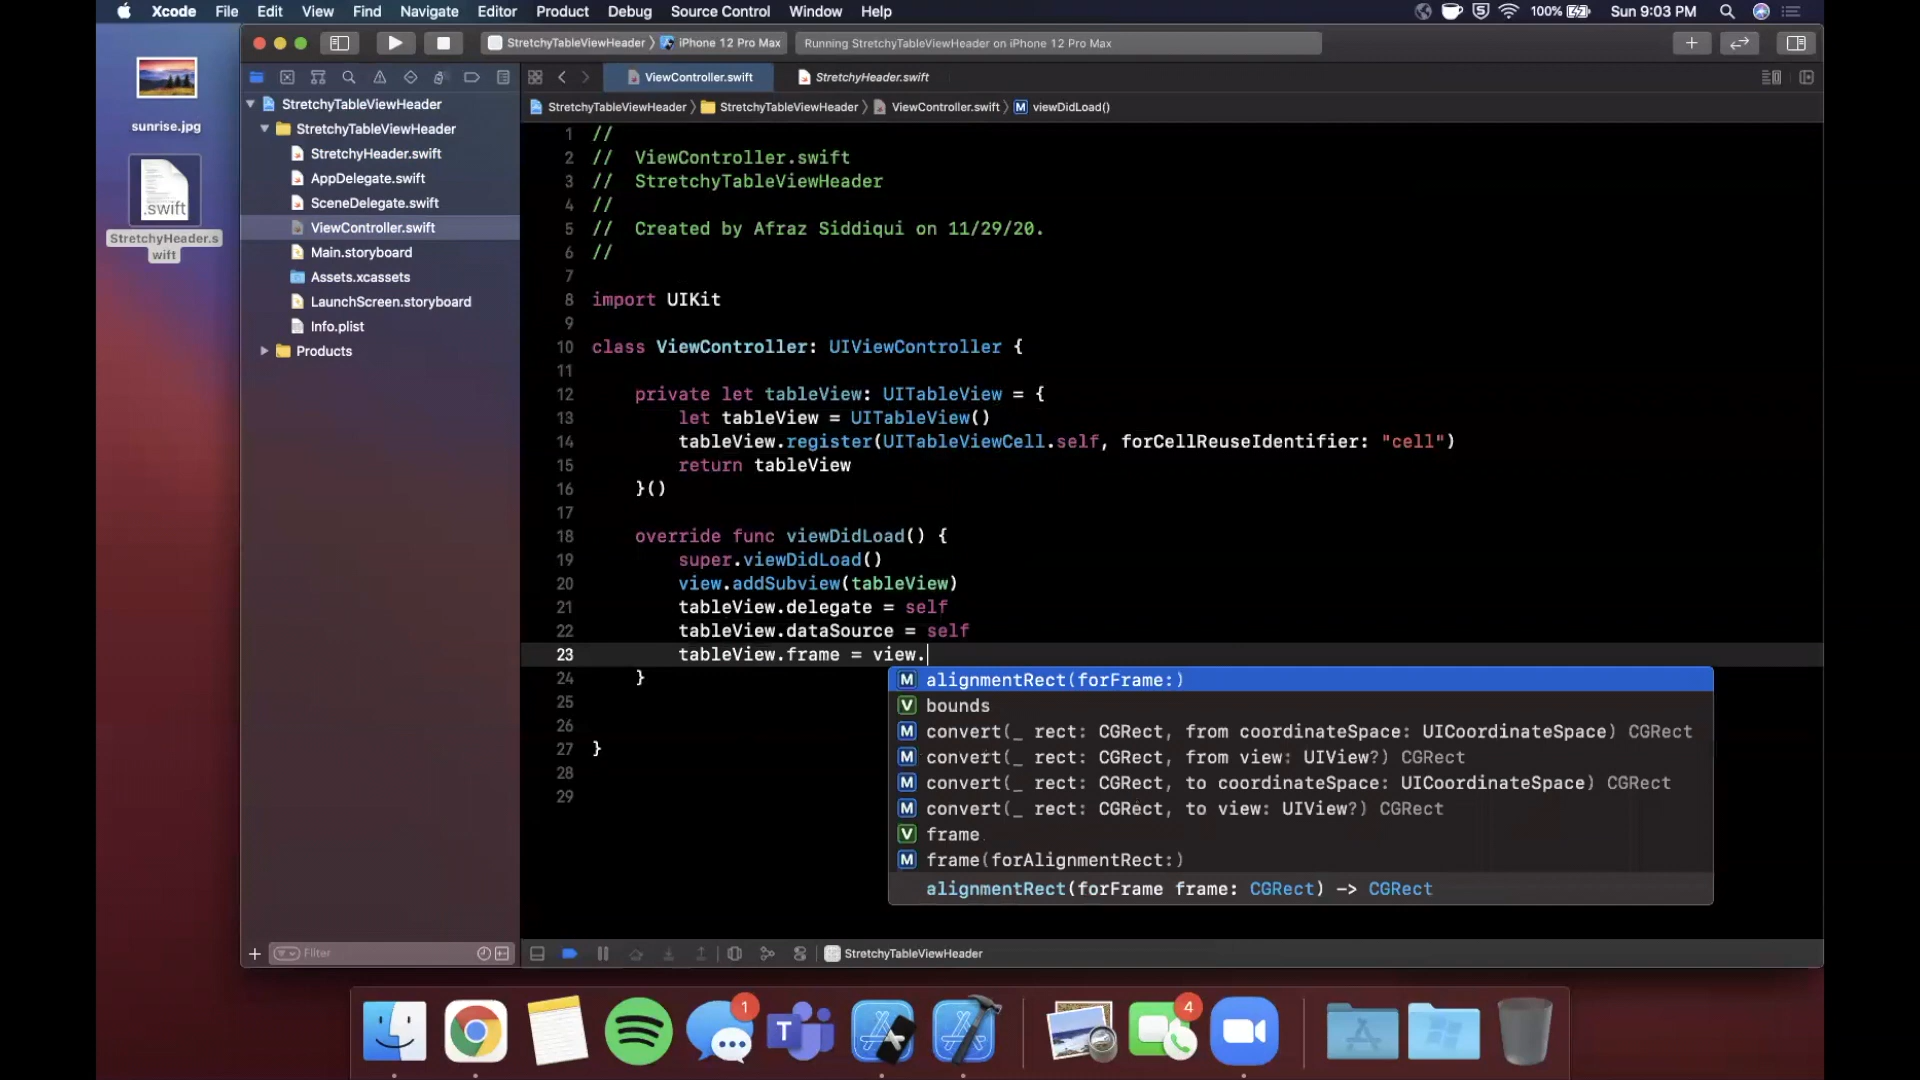 Xcode File Edit View Find Navigate Editor Product Debug Source Control Window Help 100% Sun 9:03 PM
StretchyTableViewHeader iPhone 12 Pro Max Running StretchyTableViewHeader on iPhone 12 Pro Max
ViewController.swift StretchyHeader.swift
StretchyTableViewHeader StretchyTableViewHeader ViewController.swift M viewDidLoad()
sunrise.jpg
.swift
StretchyHeader.s
wift
StretchyTableViewHeader
StretchyTableViewHeader
StretchyHeader.swift
AppDelegate.swift
SceneDelegate.swift
ViewController.swift
Main.storyboard
Assets.xcassets
LaunchScreen.storyboard
Info.plist
Products
Filter
1 //
2 // ViewController.swift
3 // StretchyTableViewHeader
4 //
5 // Created by Afraz Siddiqui on 11/29/20.
6 //
7
8 import UIKit
9
10 class ViewController: UIViewController {
11
12 private let tableView: UITableView = {
13 let tableView = UITableView()
14 tableView.register(UITableViewCell.self, forCellReuseIdentifier: "cell")
15 return tableView
16 }()
17
18 override func viewDidLoad() {
19 super.viewDidLoad()
20 view.addSubview(tableView)
21 tableView.delegate = self
22 tableView.dataSource = self
23 tableView.frame = view.
24 }
25
26
27 }
28
29
M alignmentRect(forFrame:)
V bounds
M convert(_ rect: CGRect, from coordinateSpace: UICoordinateSpace) CGRect
M convert(_ rect: CGRect, from view: UIView?) CGRect
M convert(_ rect: CGRect, to coordinateSpace: UICoordinateSpace) CGRect
M convert(_ rect: CGRect, to view: UIView?) CGRect
V frame
M frame(forAlignmentRect:)
alignmentRect(forFrame frame: CGRect) -> CGRect
StretchyTableViewHeader
1
T
4